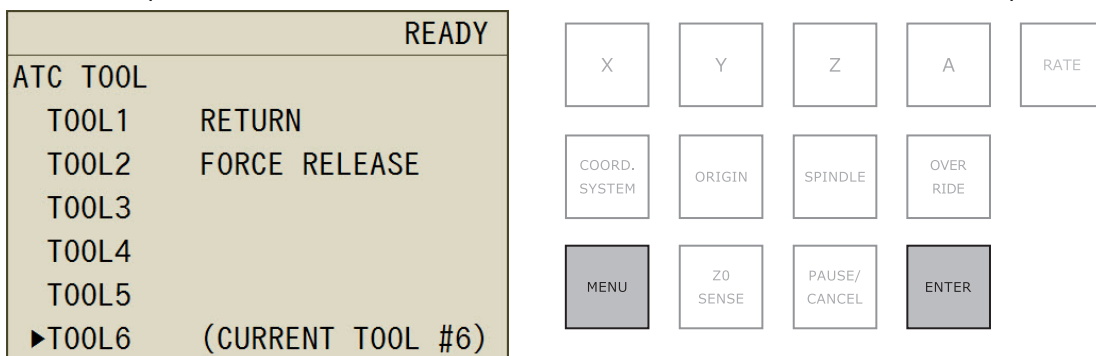 READY
ATC TOOL
TOOL1 RETURN
TOOL2 FORCE RELEASE
TOOL3
TOOL4
TOOL5
▶TOOL6 (CURRENT TOOL #6)
X Y Z A RATE
COORD.
SYSTEM
ORIGIN
SPINDLE
OVER
RIDE
MENU
Z0
SENSE
PAUSE/
CANCEL
ENTER